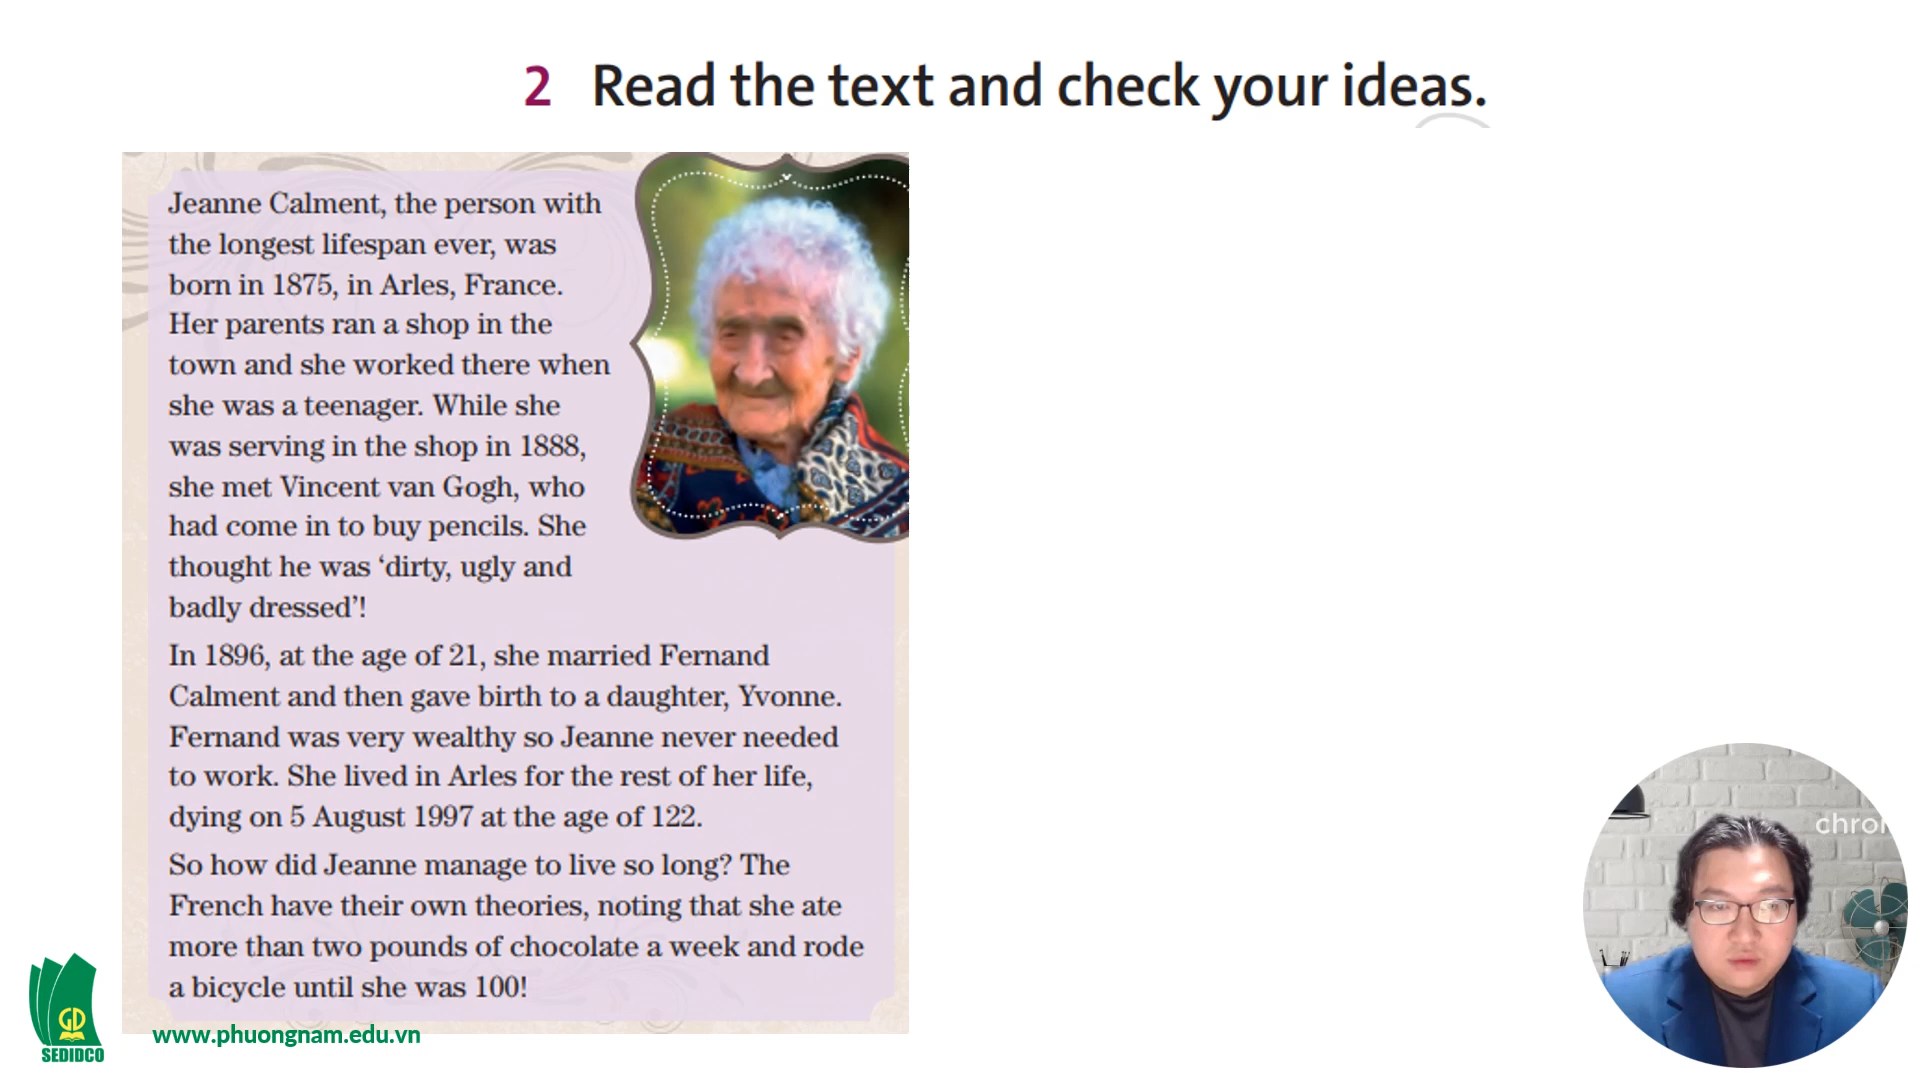 2 Read the text and check your ideas.
Jeanne Calment, the person with
the longest lifespan ever, was
born in 1875, in Arles, France.
Her parents ran a shop in the
town and she worked there when
she was a teenager. While she
was serving in the shop in 1888,
she met Vincent van Gogh, who
had come in to buy pencils. She
thought he was ‘dirty, ugly and
badly dressed’!
In 1896, at the age of 21, she married Fernand
Calment and then gave birth to a daughter, Yvonne.
Fernand was very wealthy so Jeanne never needed
to work. She lived in Arles for the rest of her life,
dying on 5 August 1997 at the age of 122.
So how did Jeanne manage to live so long? The
French have their own theories, noting that she ate
more than two pounds of chocolate a week and rode
a bicycle until she was 100!
GD
SEDIDCO
www.phuongnam.edu.vn